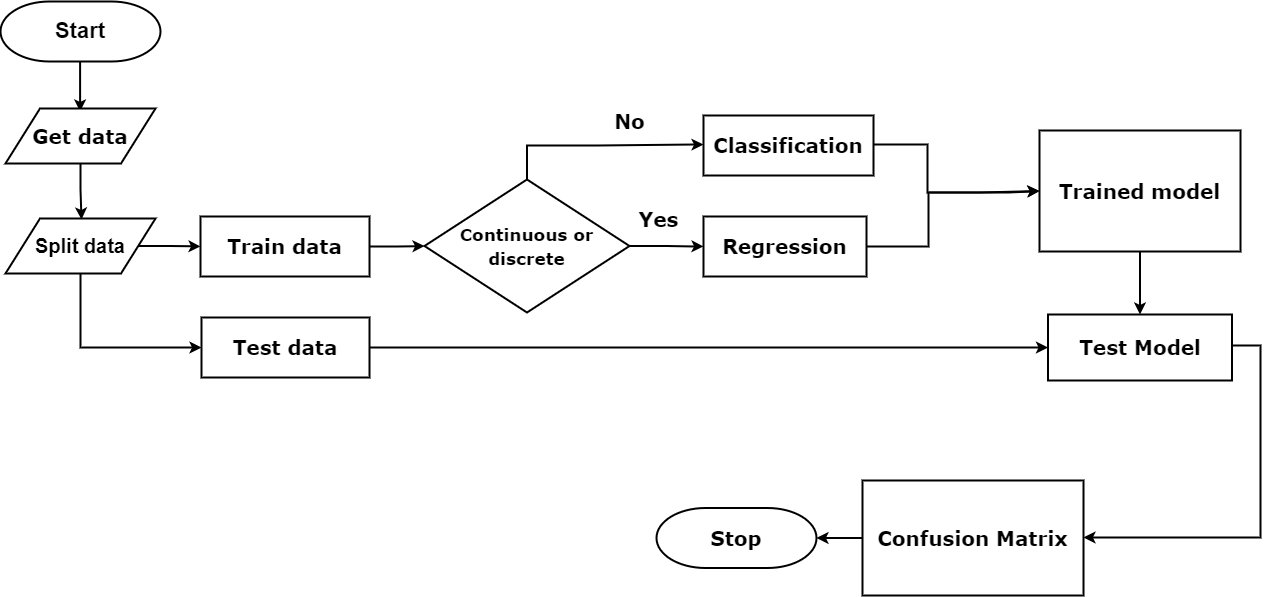 Start
Get data
Split data
Train data
Continuous or
discrete
No
Yes
Classification
Regression
Trained model
Test data
Test Model
Confusion Matrix
Stop